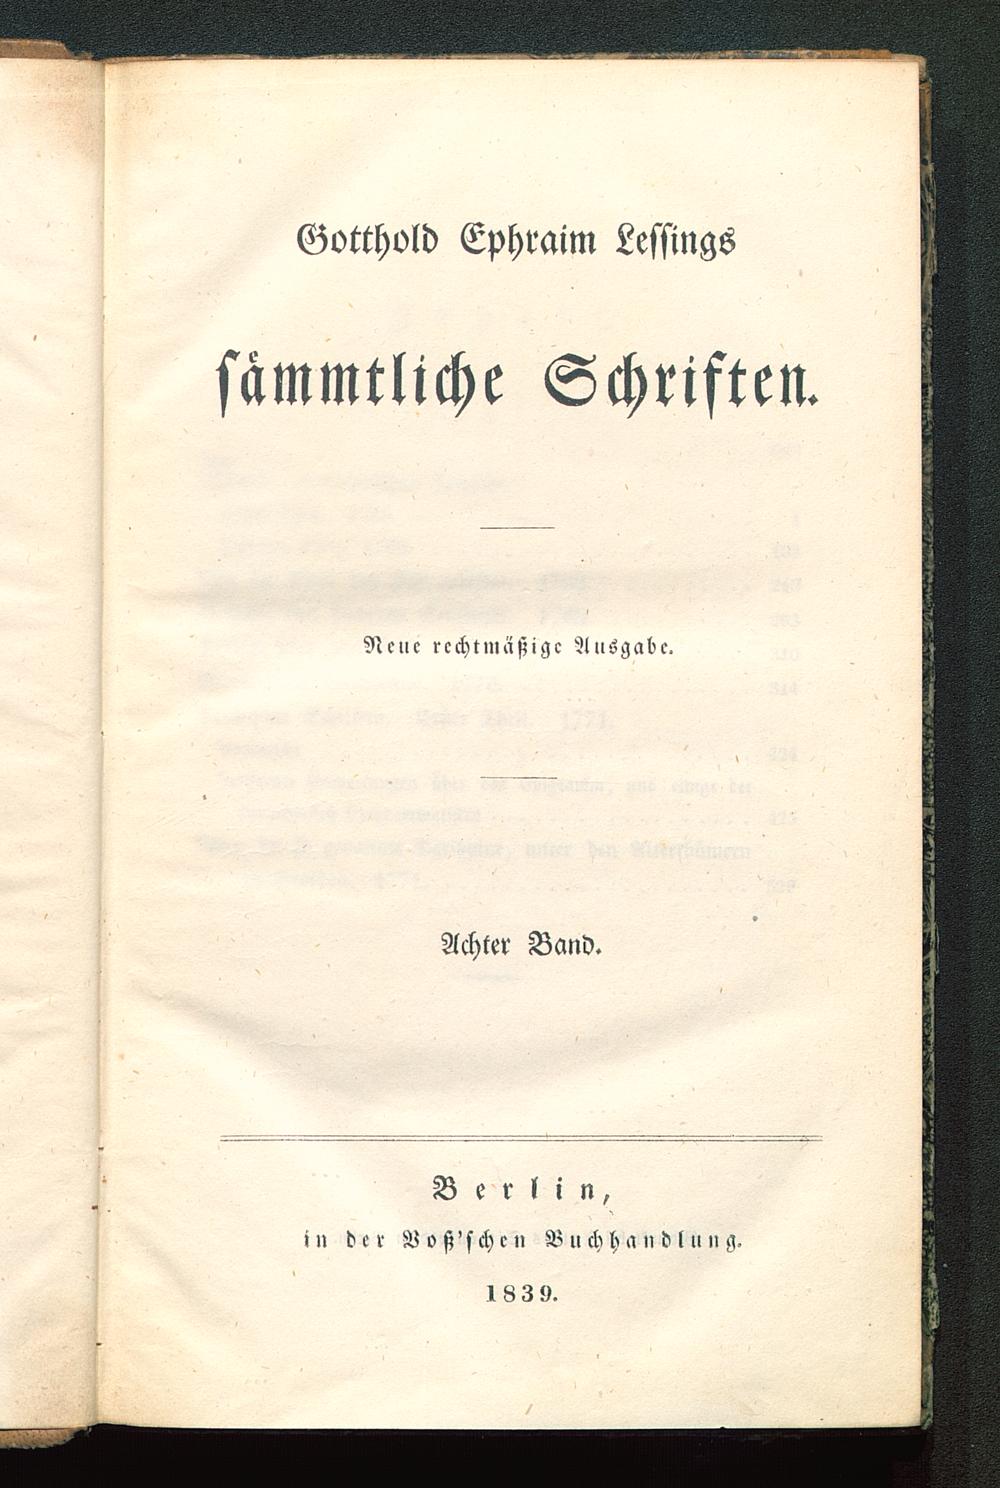 Gotthold Ephraim Lessings
sämmtliche Schriften.
Neue rechtmäßige Ausgabe.
Achter Band.
Berlin,
in der Voß'schen Buchhandlung.
1839.